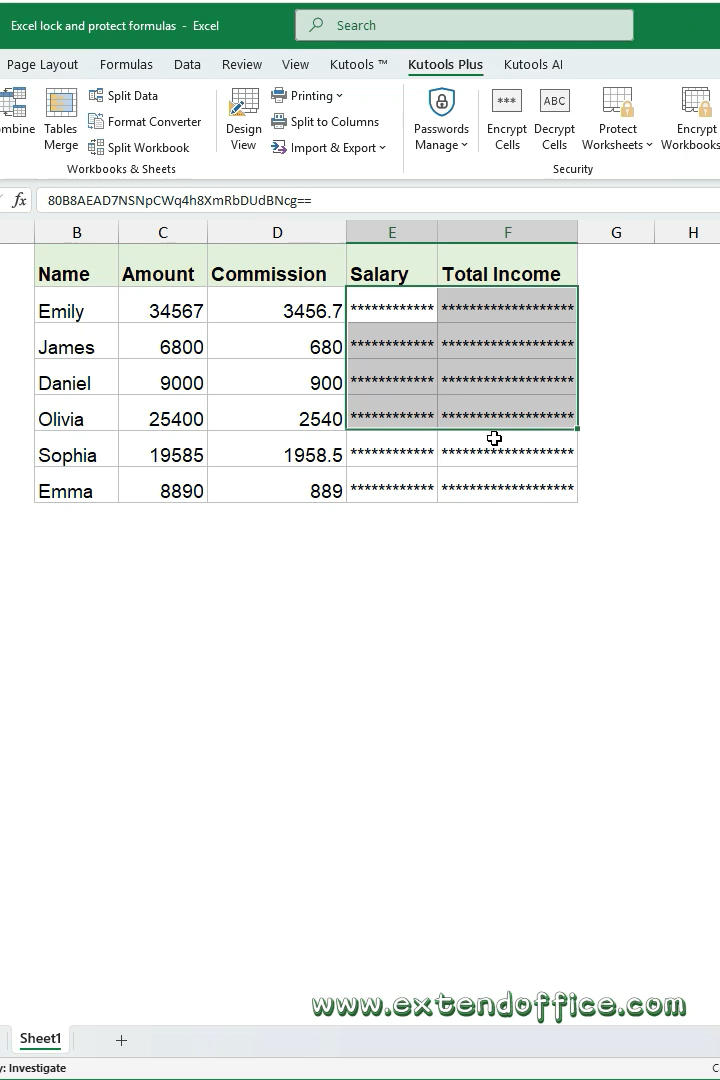 Excel lock and protect formulas - Excel
Search
Page Layout Formulas Data Review View Kutools ™ Kutools Plus Kutools AI
ombine
Tables Merge
Split Data
Format Converter
Split Workbook
Workbooks & Sheets
Design View
Printing
Split to Columns
Import & Export
Passwords Manage
***
Encrypt Cells
ABC
Decrypt Cells
Protect Worksheets
Encrypt Workbooks
Security
fx 80B8AEAD7NSNpCWq4h8XmRbDUdBNcg==
B C D E F G H
Name Amount Commission Salary Total Income
Emily 34567 3456.7 ************ *******************
James 6800 680 ************ *******************
Daniel 9000 900 ************ *******************
Olivia 25400 2540 ************ *******************
Sophia 19585 1958.5 ************ *******************
Emma 8890 889 ************ *******************
www.extendoffice.com
Sheet1 +
y: Investigate